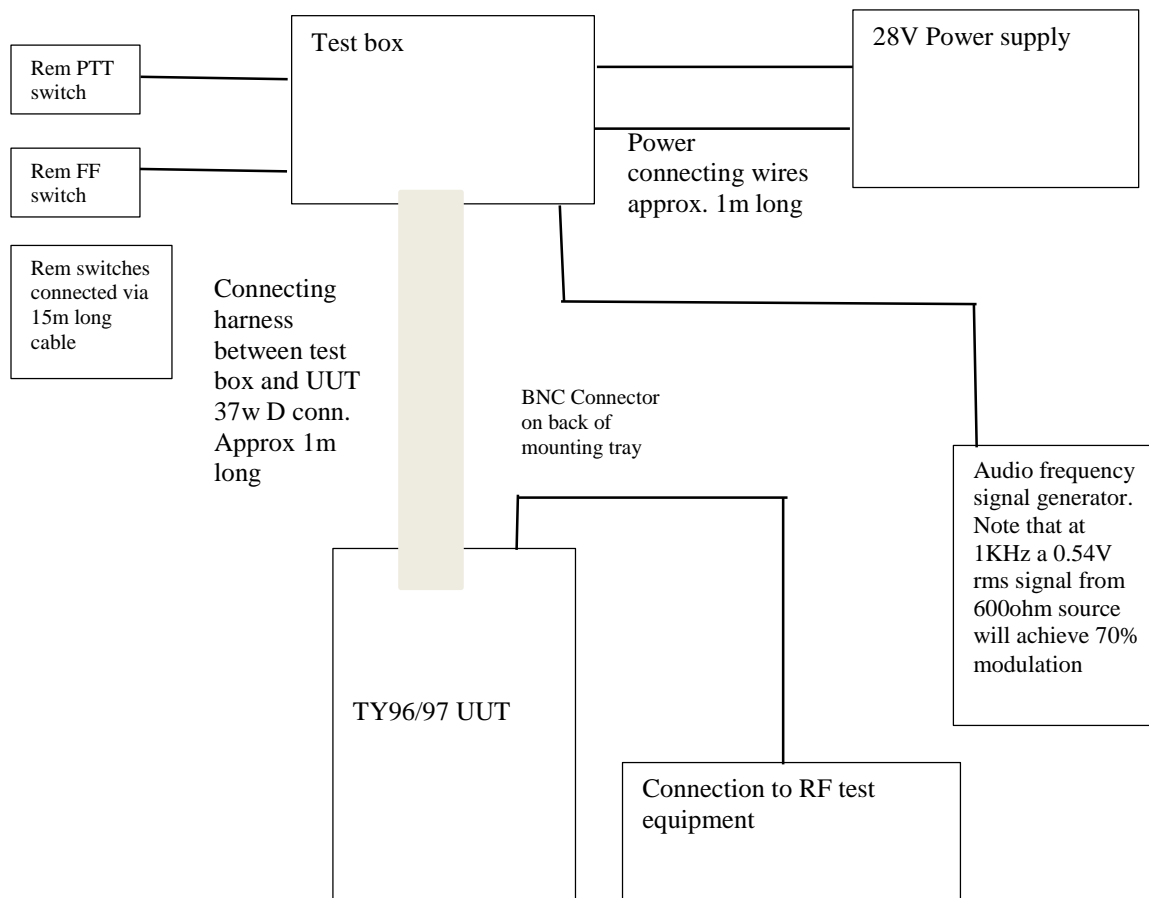 Test box
28V Power supply
Rem PTT
switch
Rem FF
switch
Power
connecting wires
approx. 1m long
Rem switches
connected via
15m long
cable
Connecting
harness
between test
box and UUT
37w D conn.
Approx 1m
long
BNC Connector
on back of
mounting tray
Audio frequency
signal generator.
Note that at
1KHz a 0.54V
rms signal from
600ohm source
will achieve 70%
modulation
TY96/97 UUT
Connection to RF test
equipment